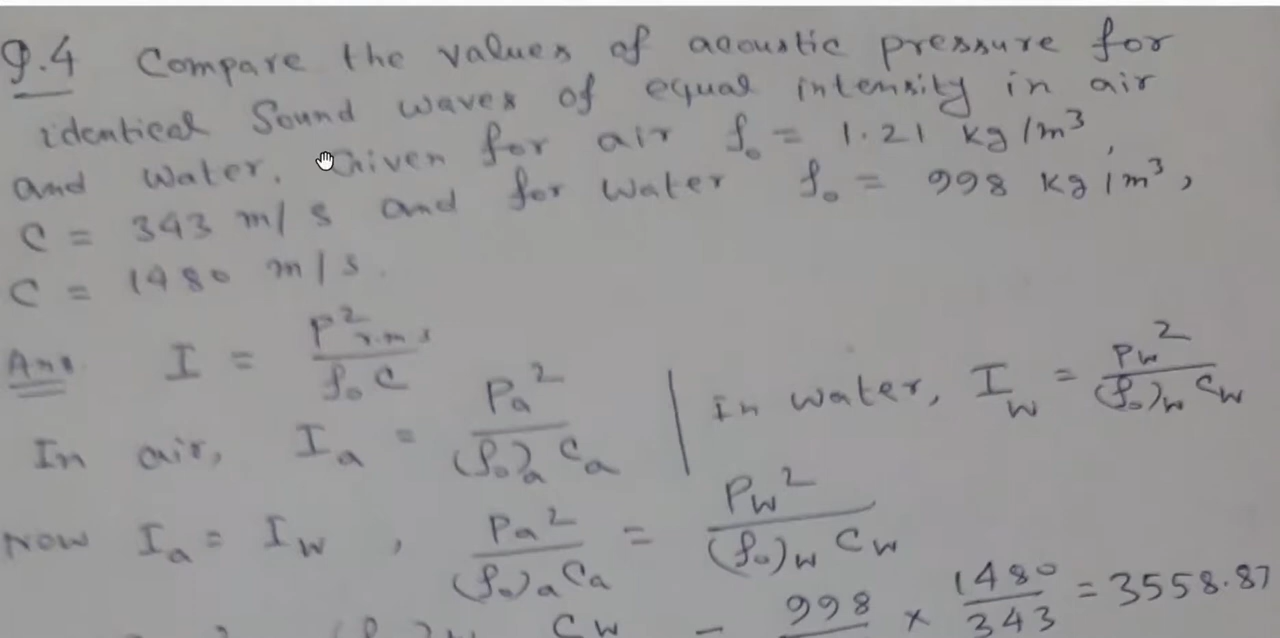 Q.4 Compare the values of acoustic pressure for
identical Sound waves of equal intensity in air
and water. Given for air ρ₀ = 1.21 kg/m³,
C = 343 m/s and for water ρ₀ = 998 kg/m³,
C = 1480 m/s.
Ans. I = P²r.m.s / ρ₀C
In air, Ia = Pa² / (ρ₀)a Ca | In water, Iw = Pw² / (ρ₀)w Cw
Now Ia = Iw , Pa² / (ρ₀)a Ca = Pw² / (ρ₀)w Cw
Cw = 998 × 1480 / 343 = 3558.87